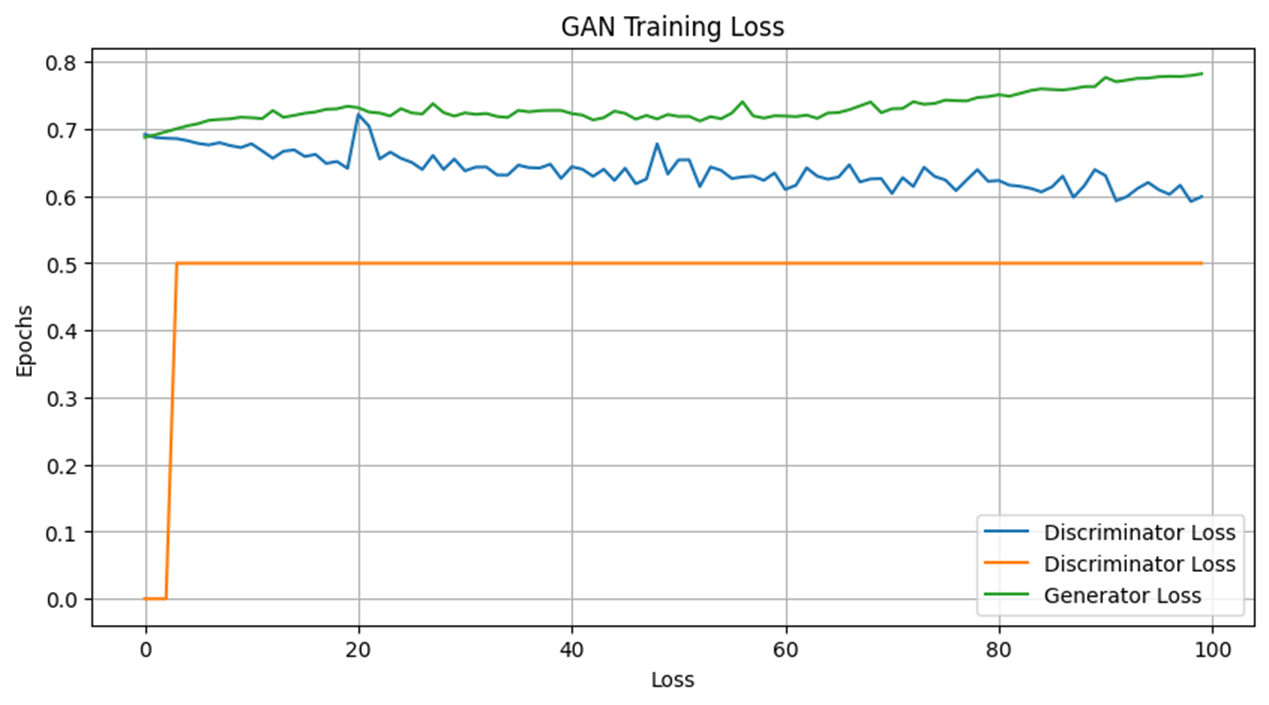 GAN Training Loss
0.8
0.7
0.6
0.5
0.4
0.3
0.2
0.1
0.0
Epochs
0 20 40 60 80 100
Loss
Discriminator Loss
Discriminator Loss
Generator Loss